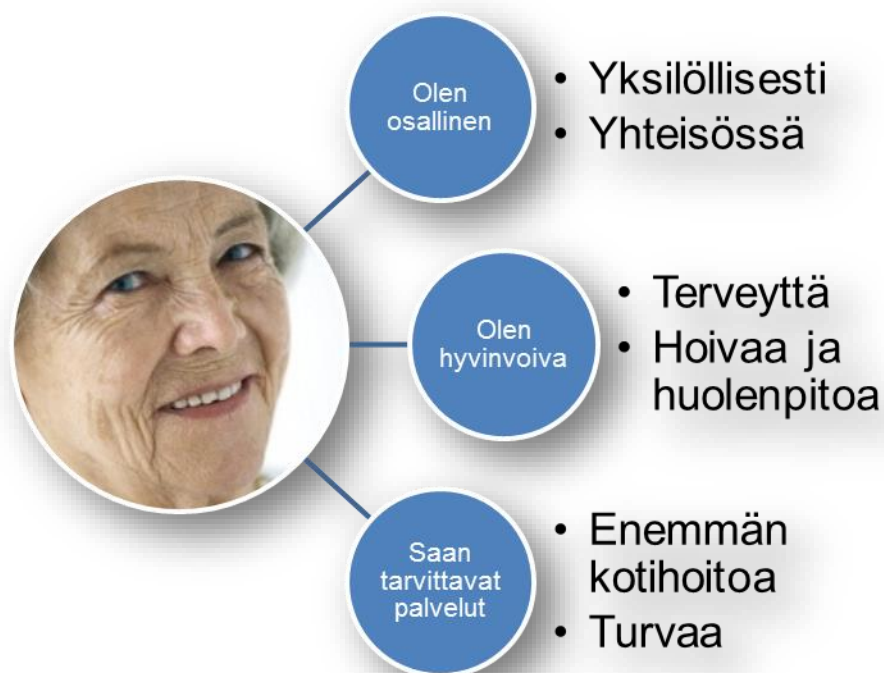 Olen
osallinen
• Yksilöllisesti
• Yhteisössä
Olen
hyvinvoiva
• Terveyttä
• Hoivaa ja
huolenpitoa
Saan
tarvittavat
palvelut
• Enemmän
kotihoitoa
• Turvaa